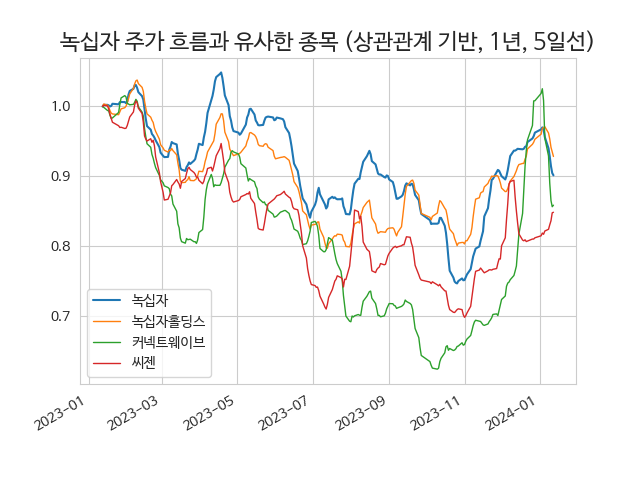 녹십자 주가 흐름과 유사한 종목 (상관관계 기반, 1년, 5일선)
1.0
0.9
0.8
0.7
녹십자
녹십자홀딩스
커넥트웨이브
씨젠
2023-01
2023-03
2023-05
2023-07
2023-09
2023-11
2024-01